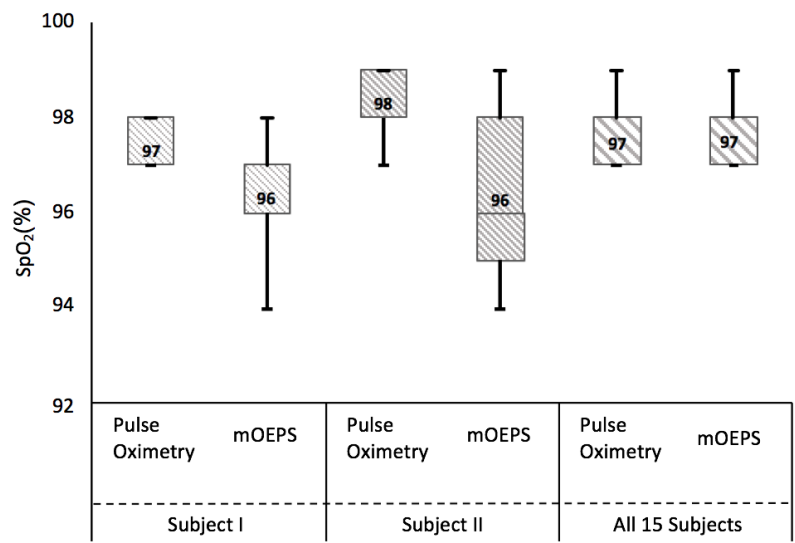 100
98
96
94
92
SpO₂(%)
97
96
98
96
97
97
Pulse
Oximetry
mOEPS
Pulse
Oximetry
mOEPS
Pulse
Oximetry
mOEPS
Subject I
Subject II
All 15 Subjects